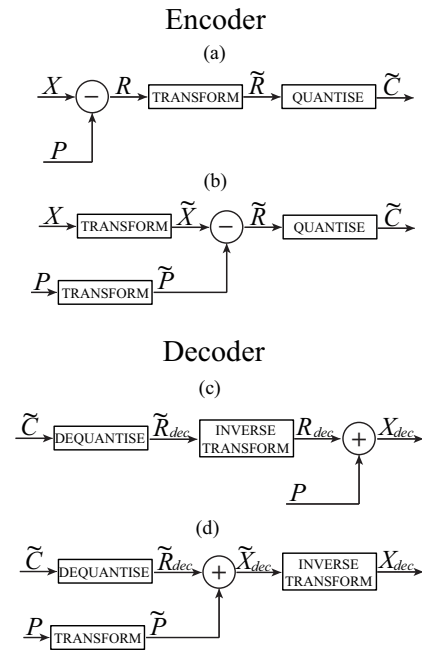 Encoder
(a)
X − R TRANSFORM R̃ QUANTISE C̃
P
(b)
X TRANSFORM X̃ − R̃ QUANTISE C̃
P TRANSFORM P̃
Decoder
(c)
C̃ DEQUANTISE R̃dec INVERSE TRANSFORM Rdec + Xdec
P
(d)
C̃ DEQUANTISE R̃dec + X̃dec INVERSE TRANSFORM Xdec
P TRANSFORM P̃